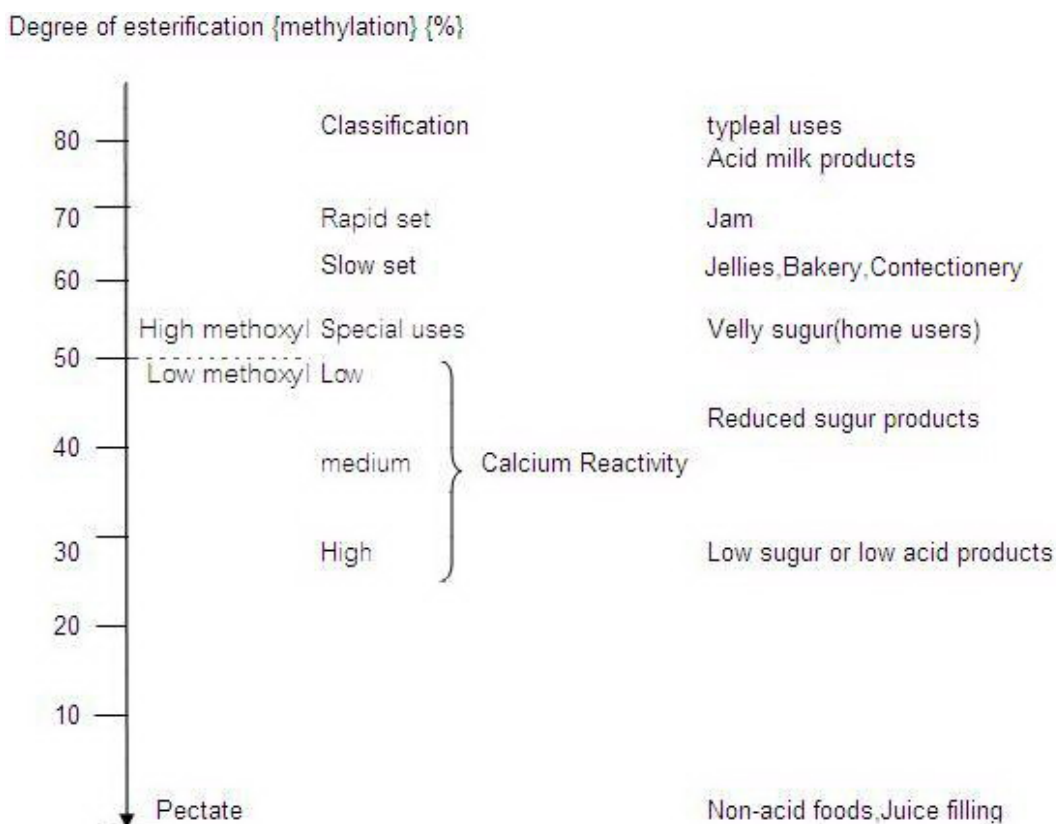 Degree of esterification {methylation} {%}
Classification typleal uses
80
Acid milk products
70 Rapid set Jam
Slow set Jellies,Bakery,Confectionery
60
High methoxyl Special uses Velly sugur(home users)
50
Low methoxyl Low
Reduced sugur products
40
medium Calcium Reactivity
30 High Low sugur or low acid products
20
10
Pectate Non-acid foods,Juice filling